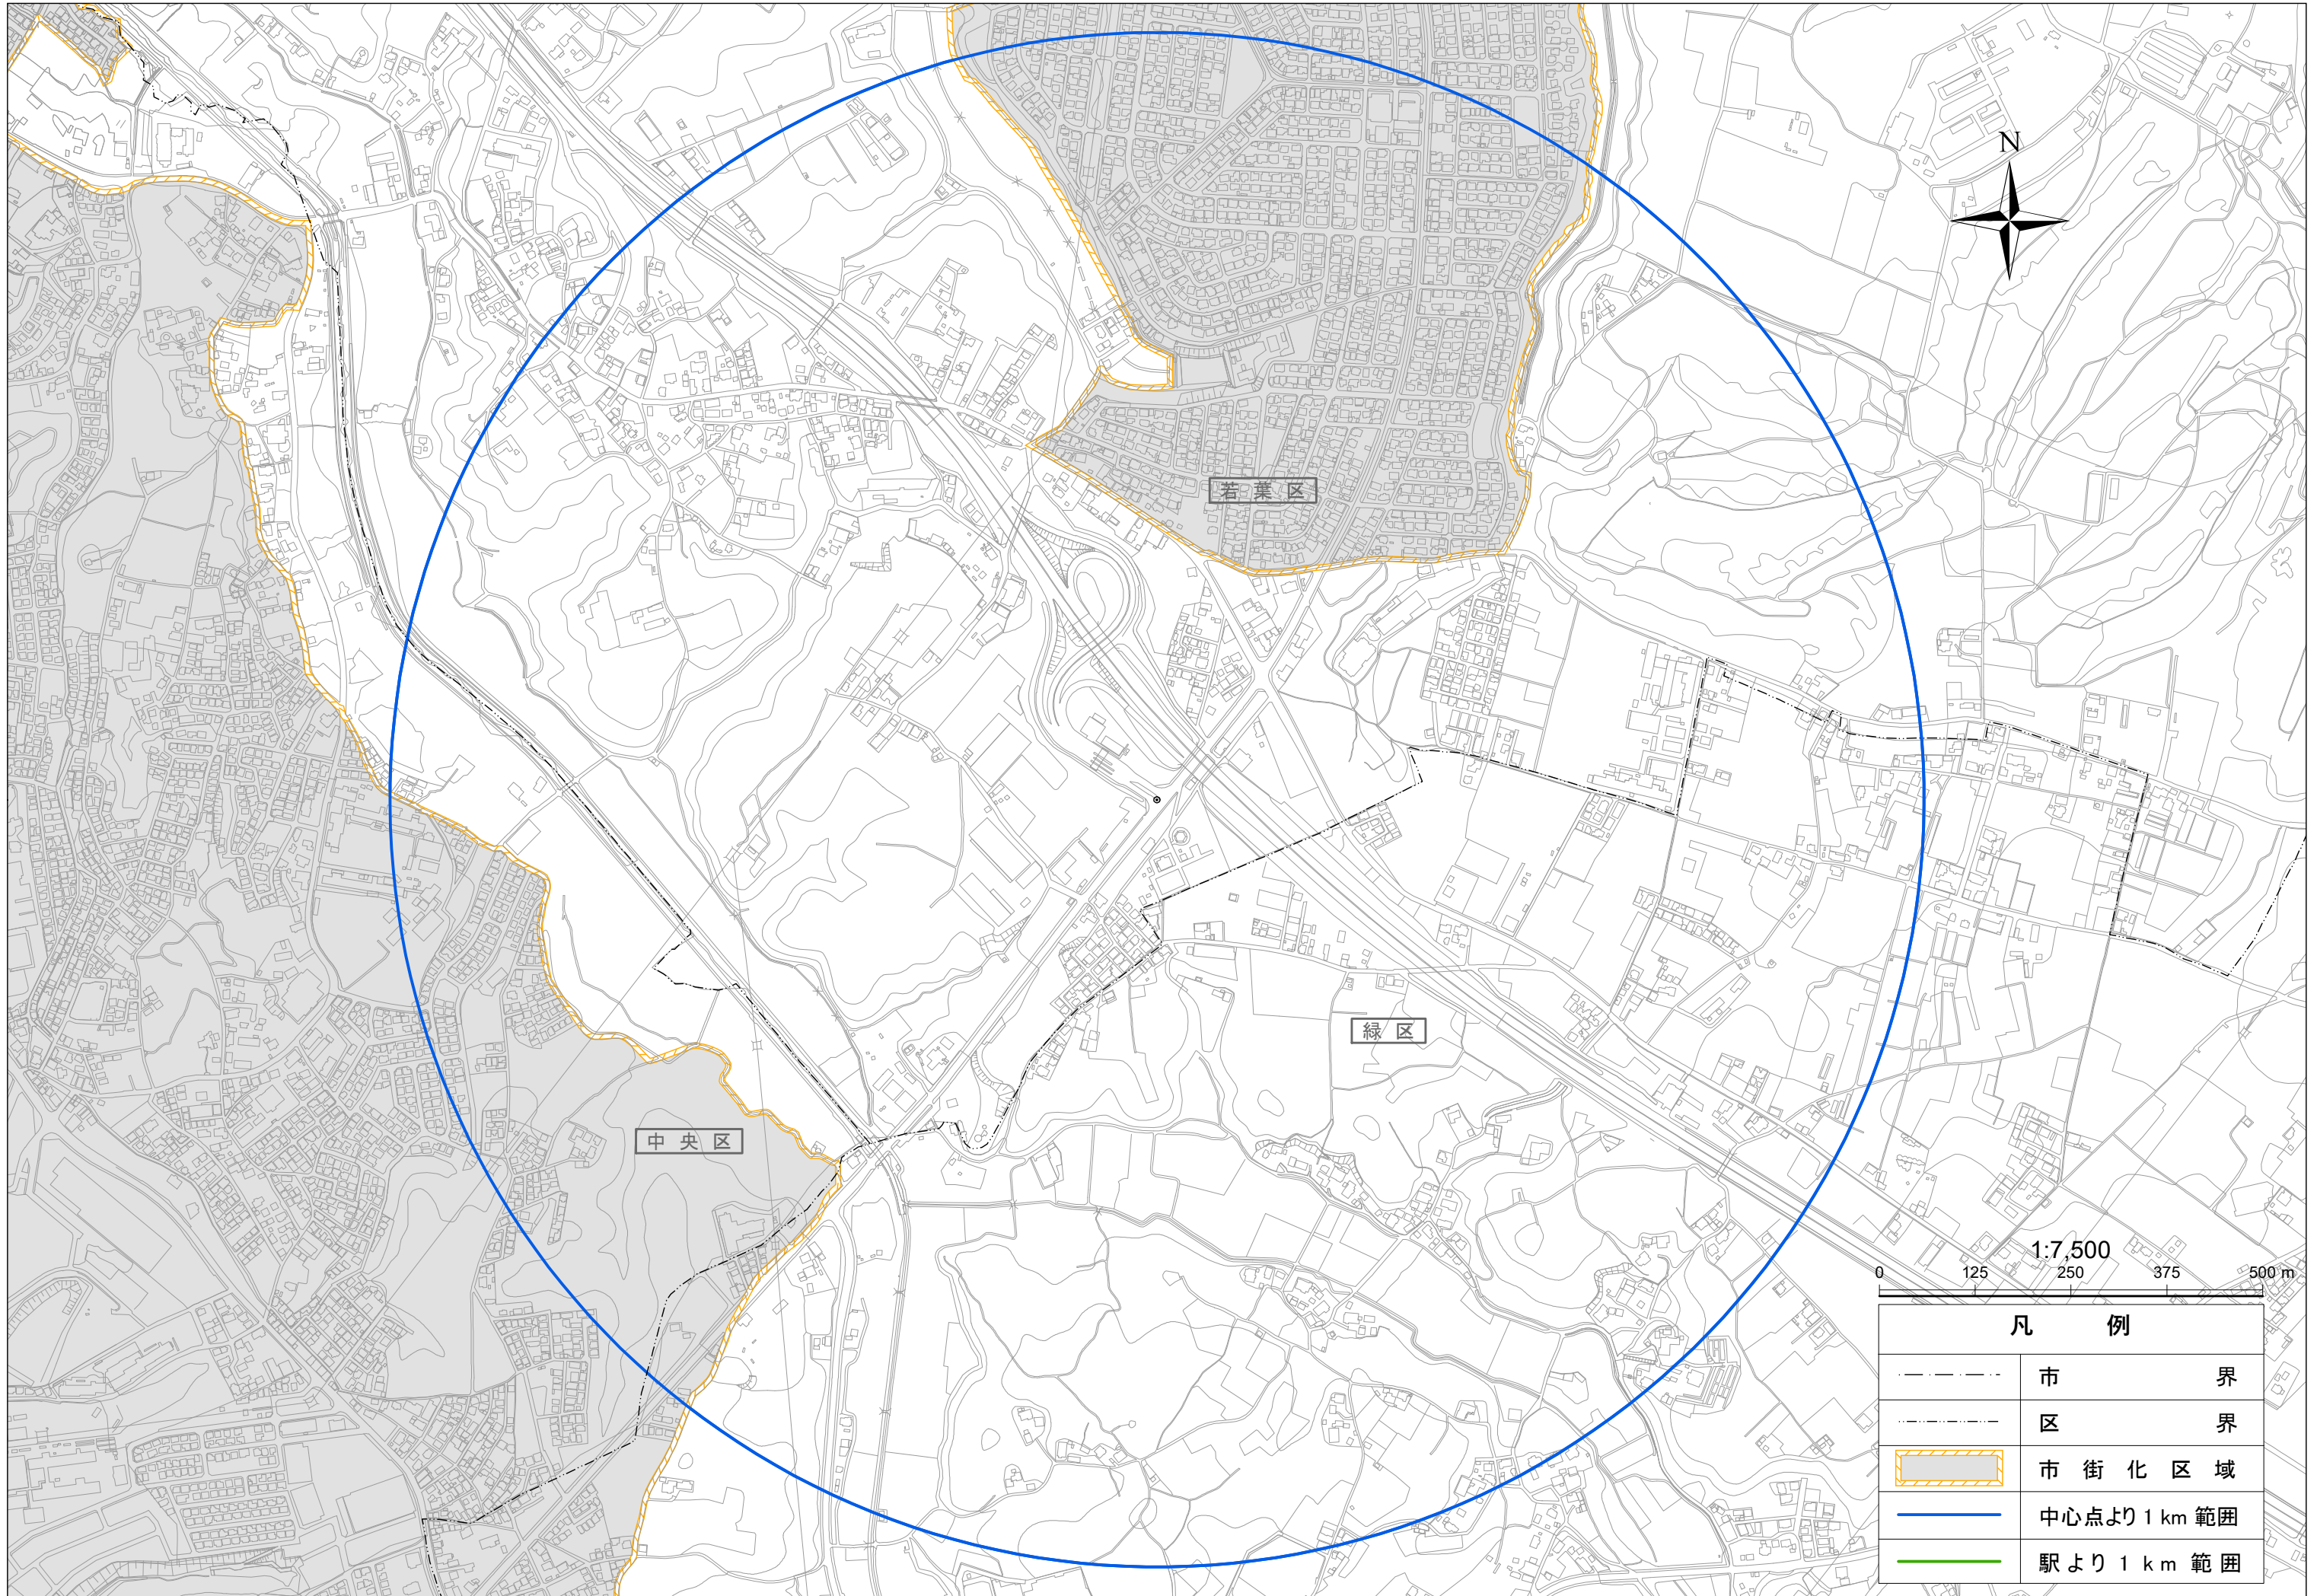 N
若葉区
緑区
中央区
1:7,500
0 125 250 375 500 m
凡例
市界
区界
市街化区域
中心点より1km範囲
駅より1km範囲